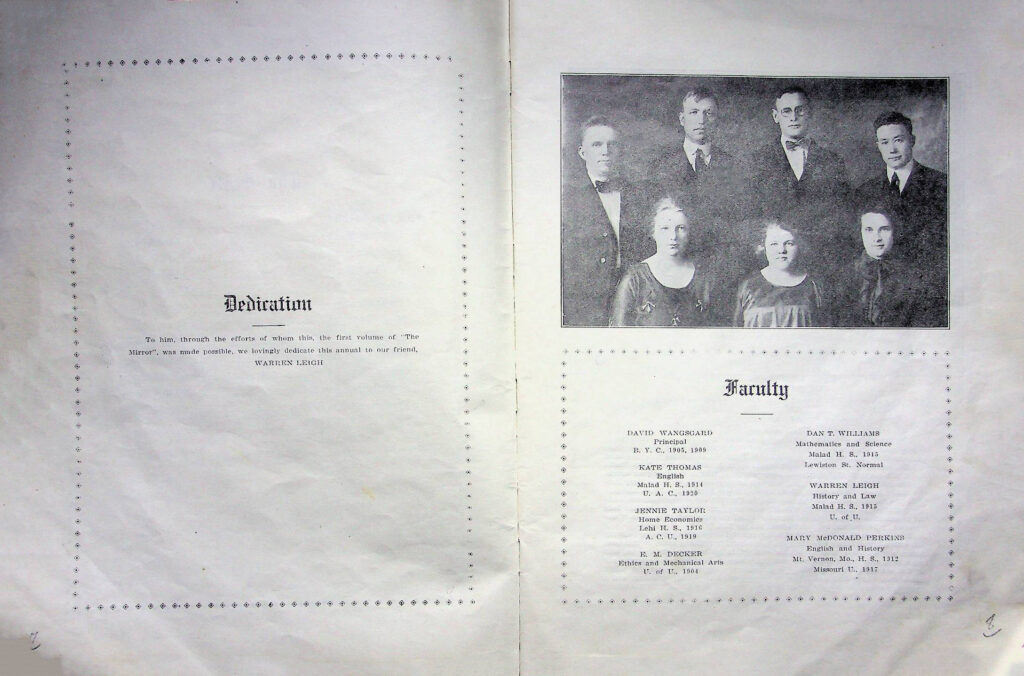 Dedication
To him, through the efforts of whom this, the first volume of "The
Mirror", was made possible, we lovingly dedicate this annual to our friend,
WARREN LEIGH
Faculty
DAVID WANGSGARD
Principal
B. Y. C., 1905, 1909
KATE THOMAS
English
Malad H. S., 1914
U. A. C., 1920
JENNIE TAYLOR
Home Economics
Lehi H. S., 1916
A. C. U., 1919
E. M. DECKER
Ethics and Mechanical Arts
U. of U., 1904
DAN T. WILLIAMS
Mathematics and Science
Malad H. S., 1915
Lewiston St. Normal
WARREN LEIGH
History and Law
Malad H. S., 1915
U. of U.
MARY McDONALD PERKINS
English and History
Mt. Vernon, Mo., H. S., 1912
Missouri U., 1917